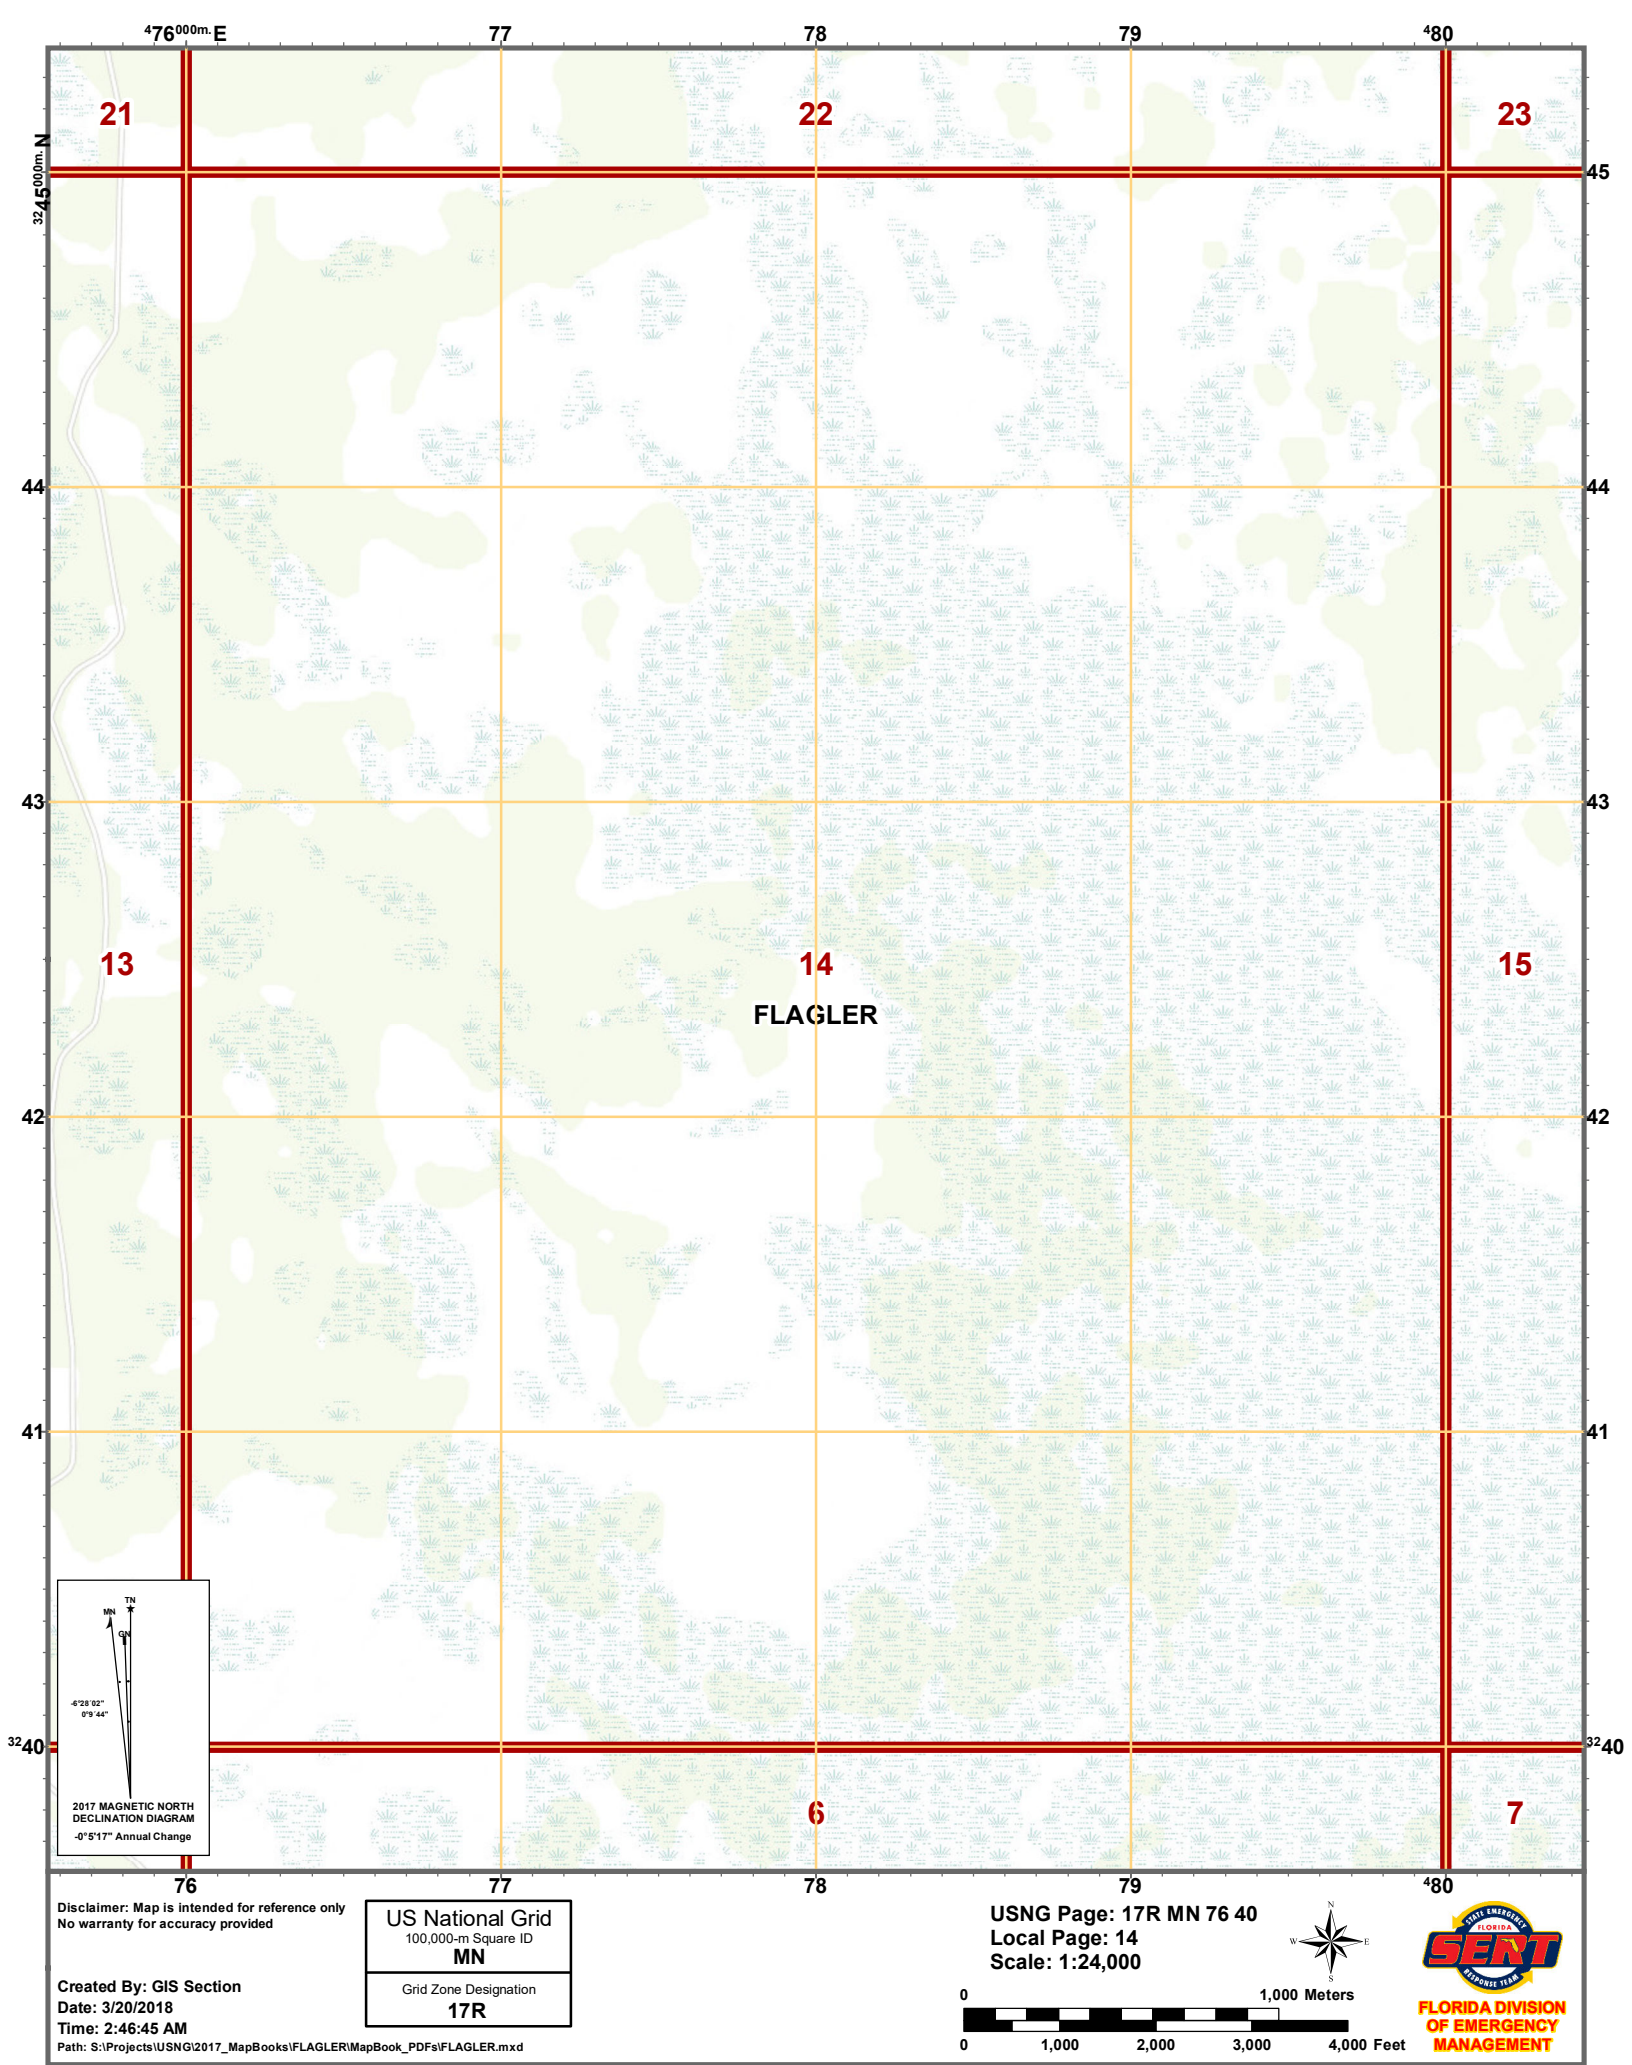 476000m.E 77 78 79 480
21 22 23
3245000m.N 45
44 44
43 43
13 14 15
FLAGLER
42 42
41 41
TN
MN
GN
-6°28'02"
0°9'44"
3240 3240
2017 MAGNETIC NORTH
DECLINATION DIAGRAM
-0°5'17" Annual Change
6 7
76 77 78 79 480
Disclaimer: Map is intended for reference only
No warranty for accuracy provided
Created By: GIS Section
Date: 3/20/2018
Time: 2:46:45 AM
Path: S:\Projects\USNG\2017_MapBooks\FLAGLER\MapBook_PDFs\FLAGLER.mxd
US National Grid
100,000-m Square ID
MN
Grid Zone Designation
17R
USNG Page: 17R MN 76 40
Local Page: 14
Scale: 1:24,000
N
W E
S
0 1,000 Meters
0 1,000 2,000 3,000 4,000 Feet
STATE EMERGENCY
FLORIDA
SERT
RESPONSE TEAM
FLORIDA DIVISION
OF EMERGENCY
MANAGEMENT